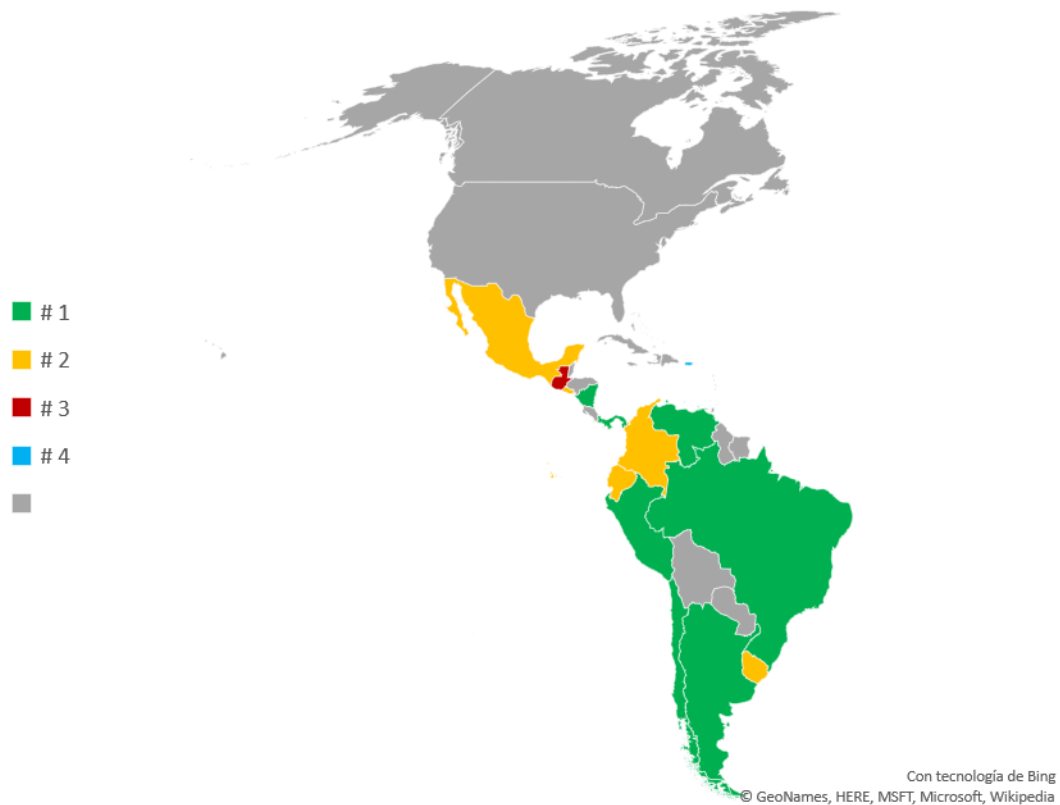 # 1
# 2
# 3
# 4
Con tecnología de Bing
© GeoNames, HERE, MSFT, Microsoft, Wikipedia